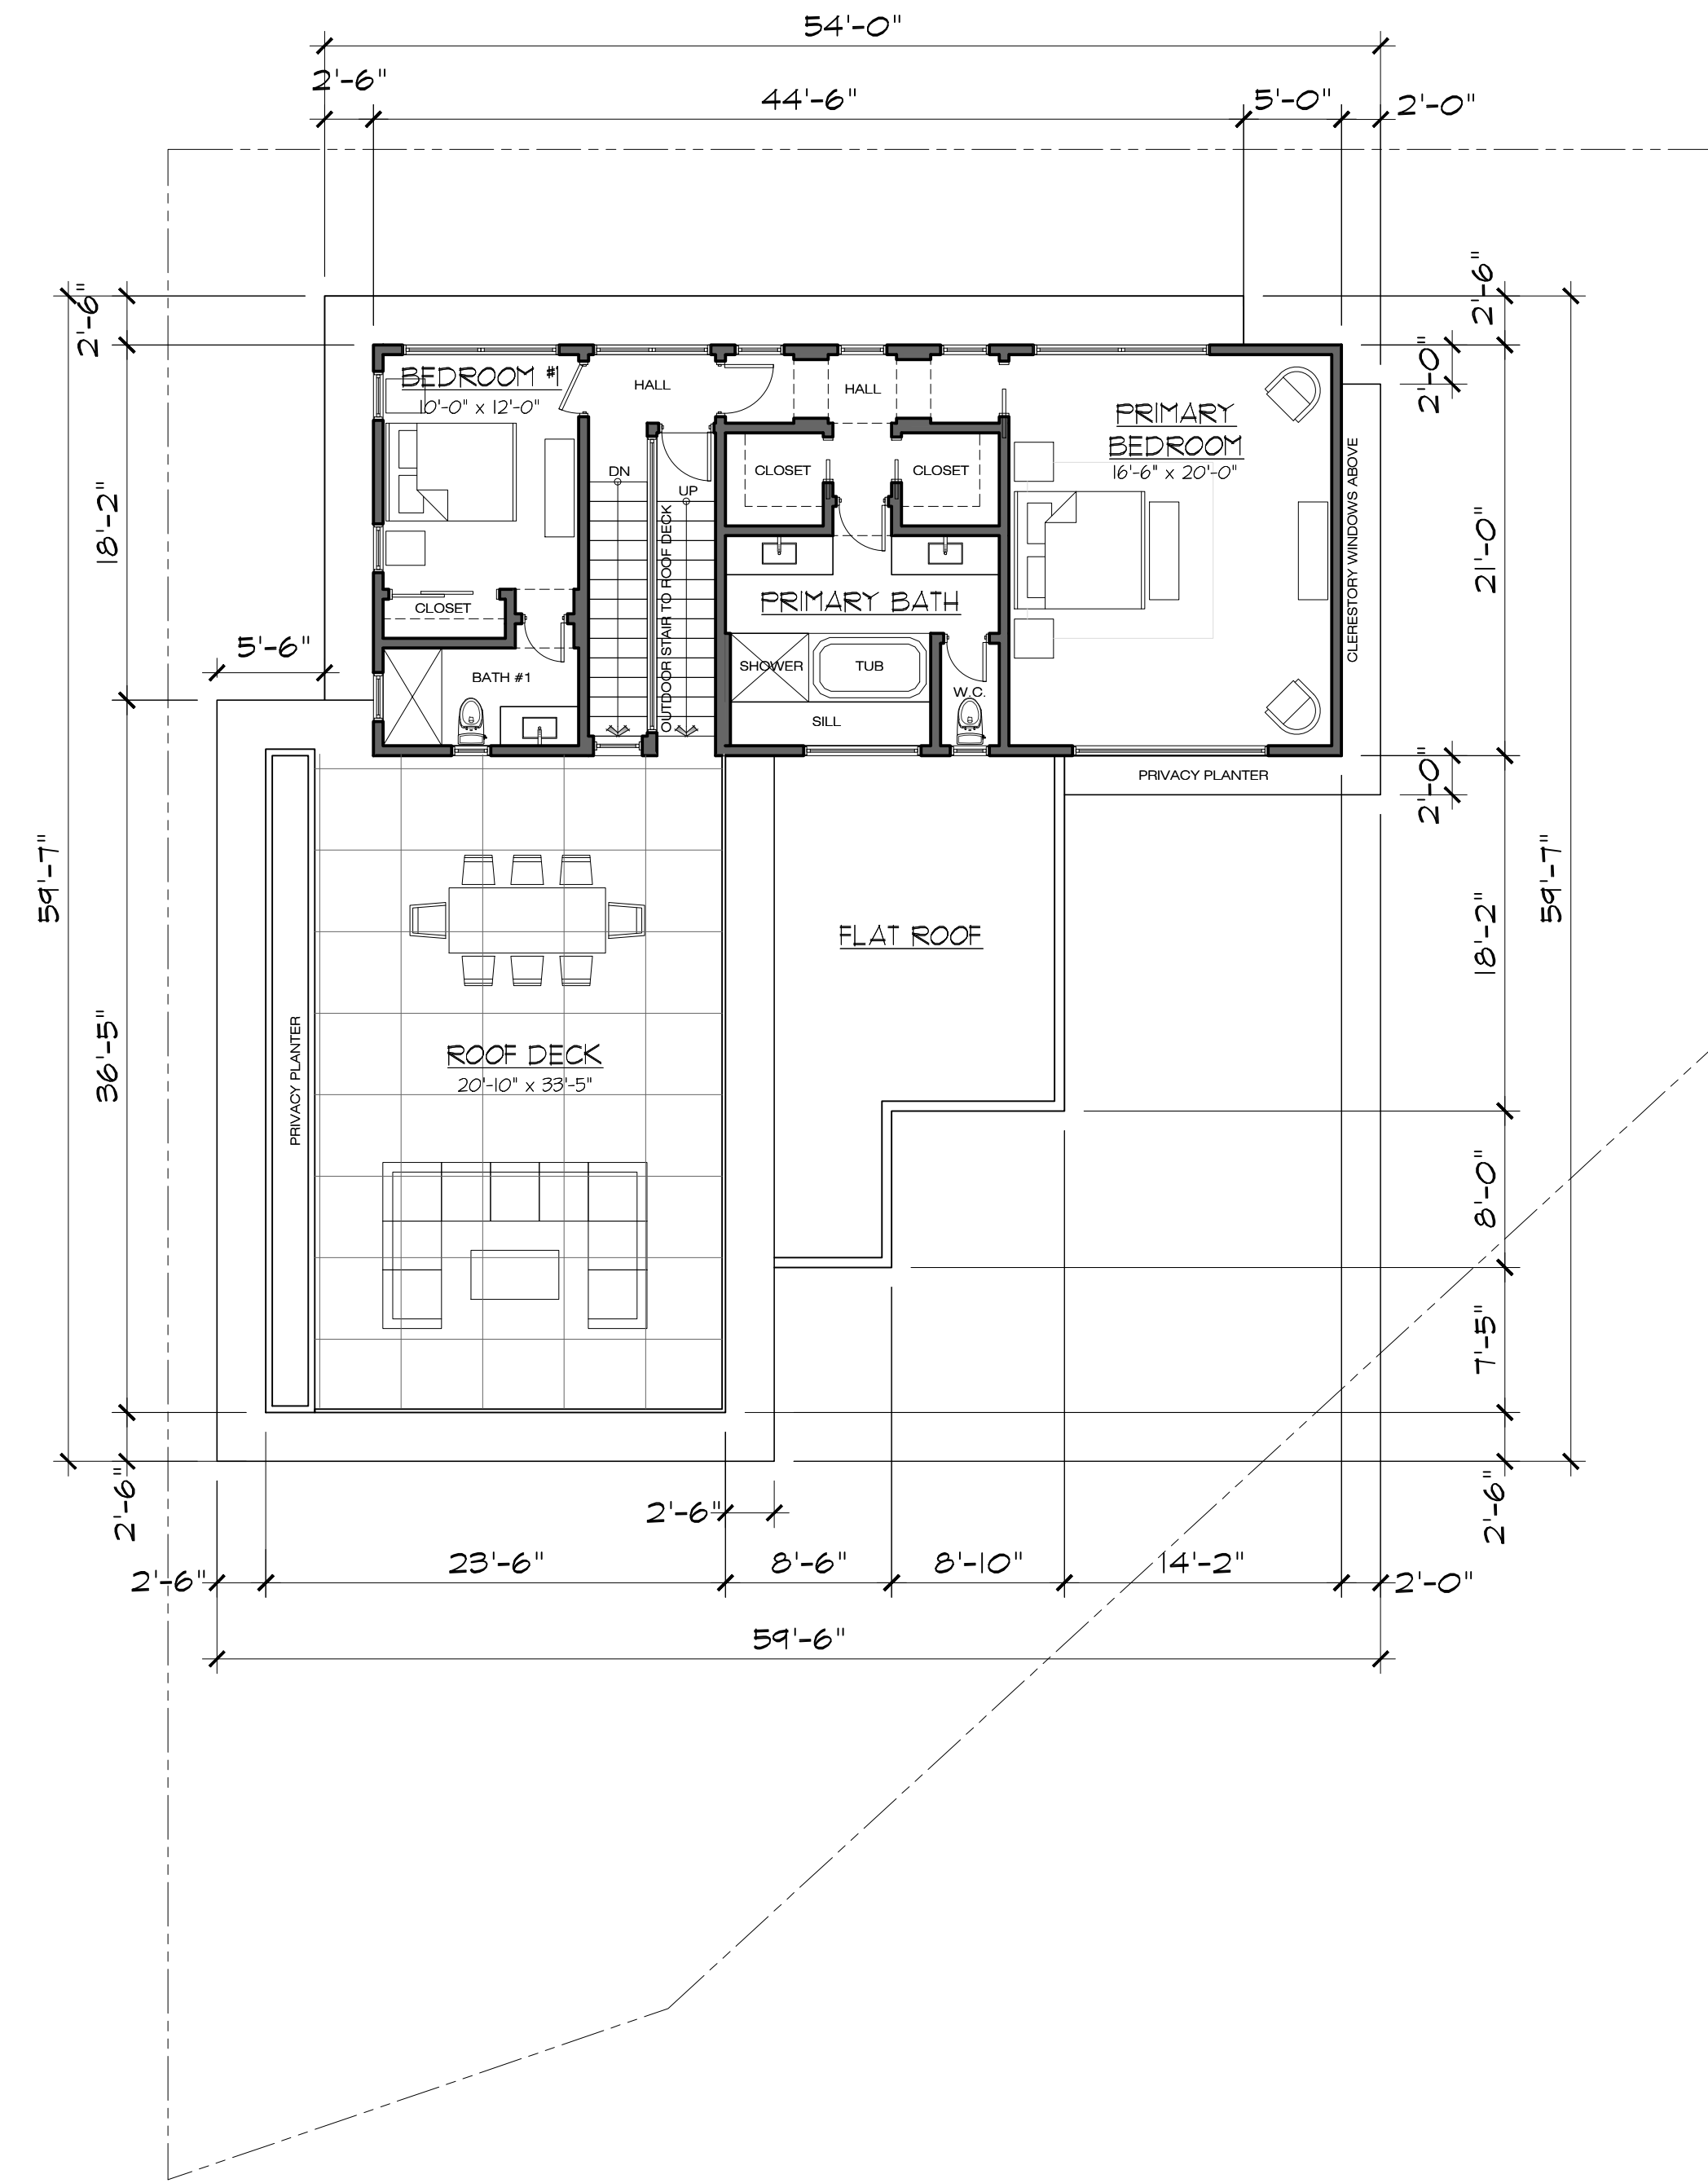 54'-0"
2'-6"
44'-6"
5'-0"
2'-0"
2'-6"
2'-6"
2'-0"
BEDROOM #1
10'-0" x 12'-0"
HALL
HALL
PRIMARY
BEDROOM
16'-6" x 20'-0"
CLERESTORY WINDOWS ABOVE
DN
UP
CLOSET
CLOSET
18'-2"
21'-0"
OUTDOOR STAIR TO ROOF DECK
CLOSET
PRIMARY BATH
5'-6"
BATH #1
SHOWER
TUB
W.C.
SILL
PRIVACY PLANTER
2'-0"
59'-7"
59'-7"
18'-2"
FLAT ROOF
36'-5"
PRIVACY PLANTER
ROOF DECK
20'-10" x 33'-5"
8'-0"
7'-5"
2'-6"
2'-6"
2'-6"
2'-6"
23'-6"
8'-6"
8'-10"
14'-2"
2'-0"
59'-6"